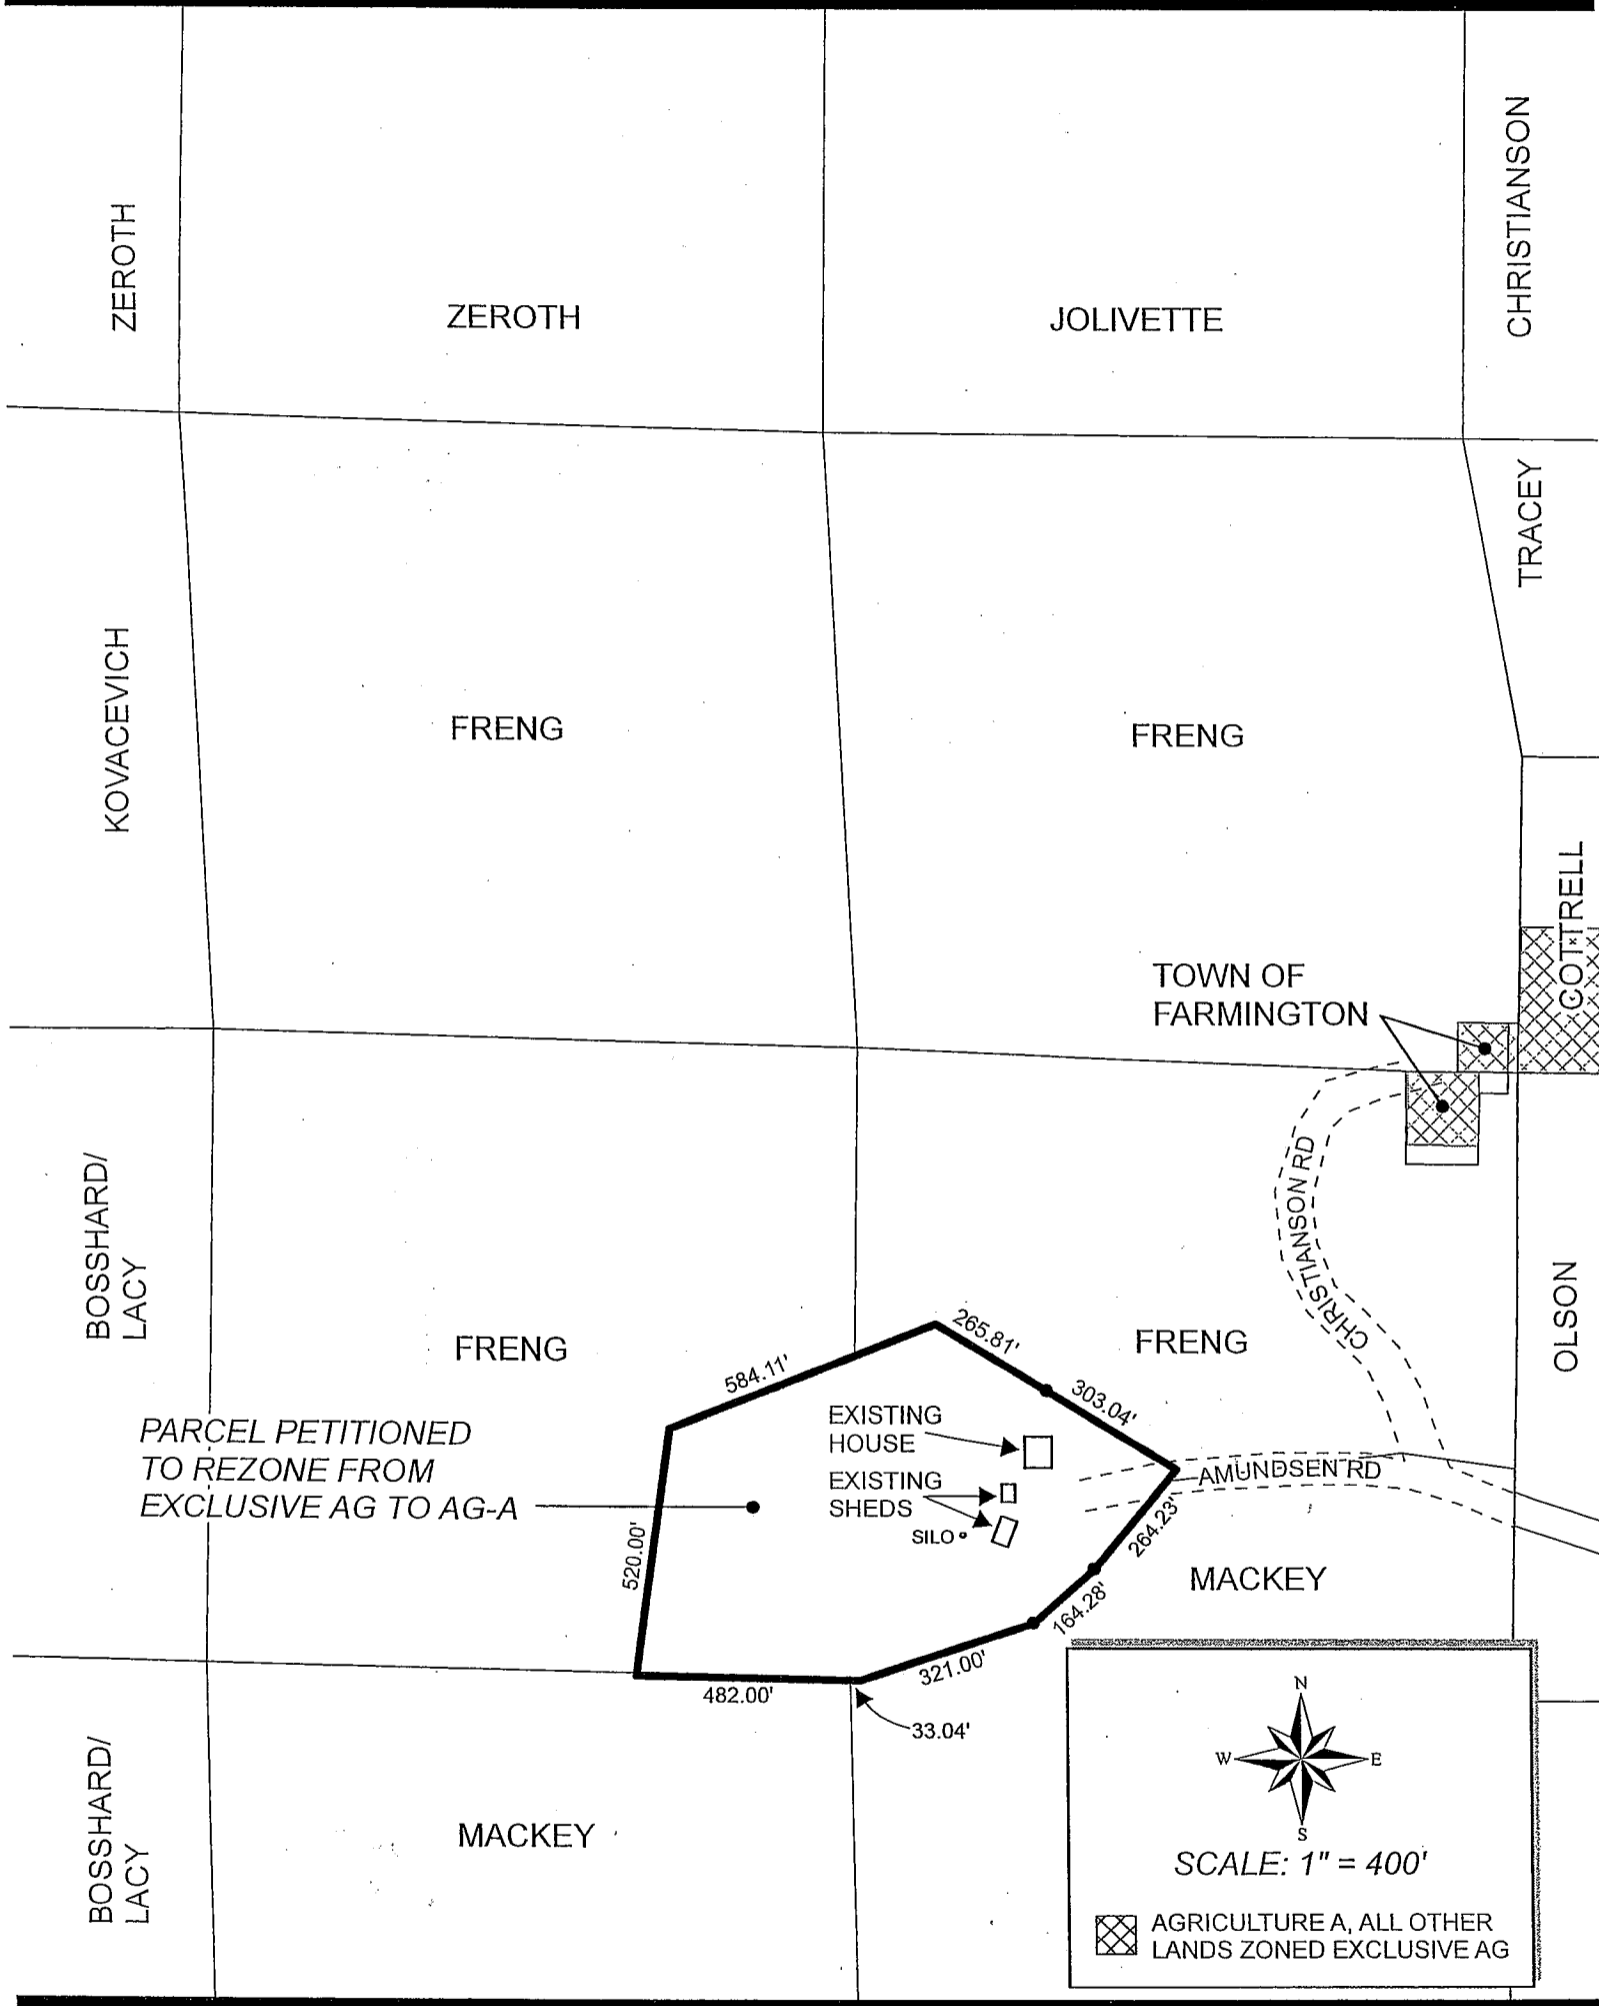 CHRISTIANSON
ZEROTH
ZEROTH
JOLIVETTE
TRACEY
KOVACEVICH
FRENG
FRENG
COTTRELL
TOWN OF
FARMINGTON
BOSSHARD/
LACY
CHRISTIANSON RD
CHRISTI
OLSON
FRENG
FRENG
265.81'
584.11'
303.04'
PARCEL PETITIONED
TO REZONE FROM
EXCLUSIVE AG TO AG-A
EXISTING
HOUSE
EXISTING
SHEDS
SILO
AMUNDSEN RD
264.23'
520.00'
MACKEY
164.28'
321.00'
482.00'
33.04'
BOSSHARD/
LACY
MACKEY
N
W
E
S
SCALE: 1" = 400'
AGRICULTURE A, ALL OTHER
LANDS ZONED EXCLUSIVE AG